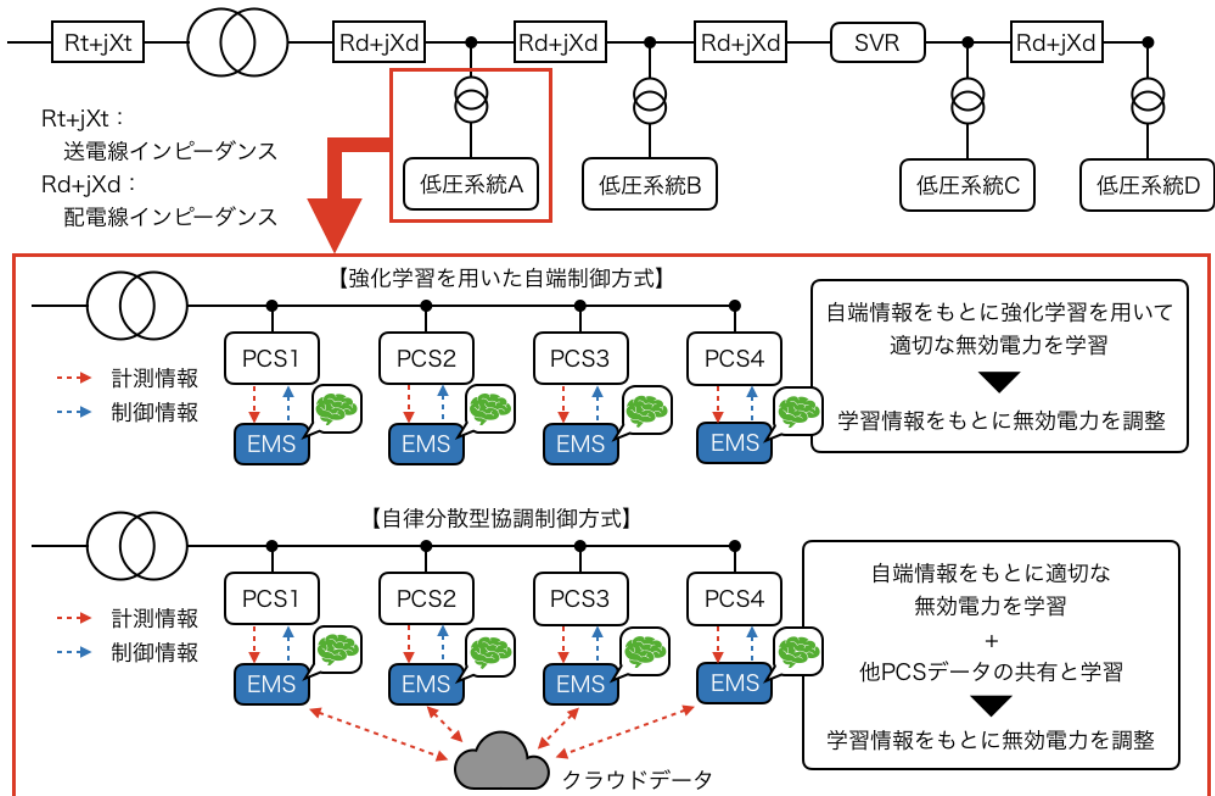 Rt+jXt
Rd+jXd
Rd+jXd
Rd+jXd
SVR
Rd+jXd
Rt+jXt：
送電線インピーダンス
Rd+jXd：
配電線インピーダンス
低圧系統A
低圧系統B
低圧系統C
低圧系統D
【強化学習を用いた自端制御方式】
PCS1
PCS2
PCS3
PCS4
計測情報
制御情報
EMS
EMS
EMS
EMS
自端情報をもとに強化学習を用いて
適切な無効電力を学習
学習情報をもとに無効電力を調整
【自律分散型協調制御方式】
PCS1
PCS2
PCS3
PCS4
計測情報
制御情報
EMS
EMS
EMS
EMS
クラウドデータ
自端情報をもとに適切な
無効電力を学習
+
他PCSデータの共有と学習
学習情報をもとに無効電力を調整